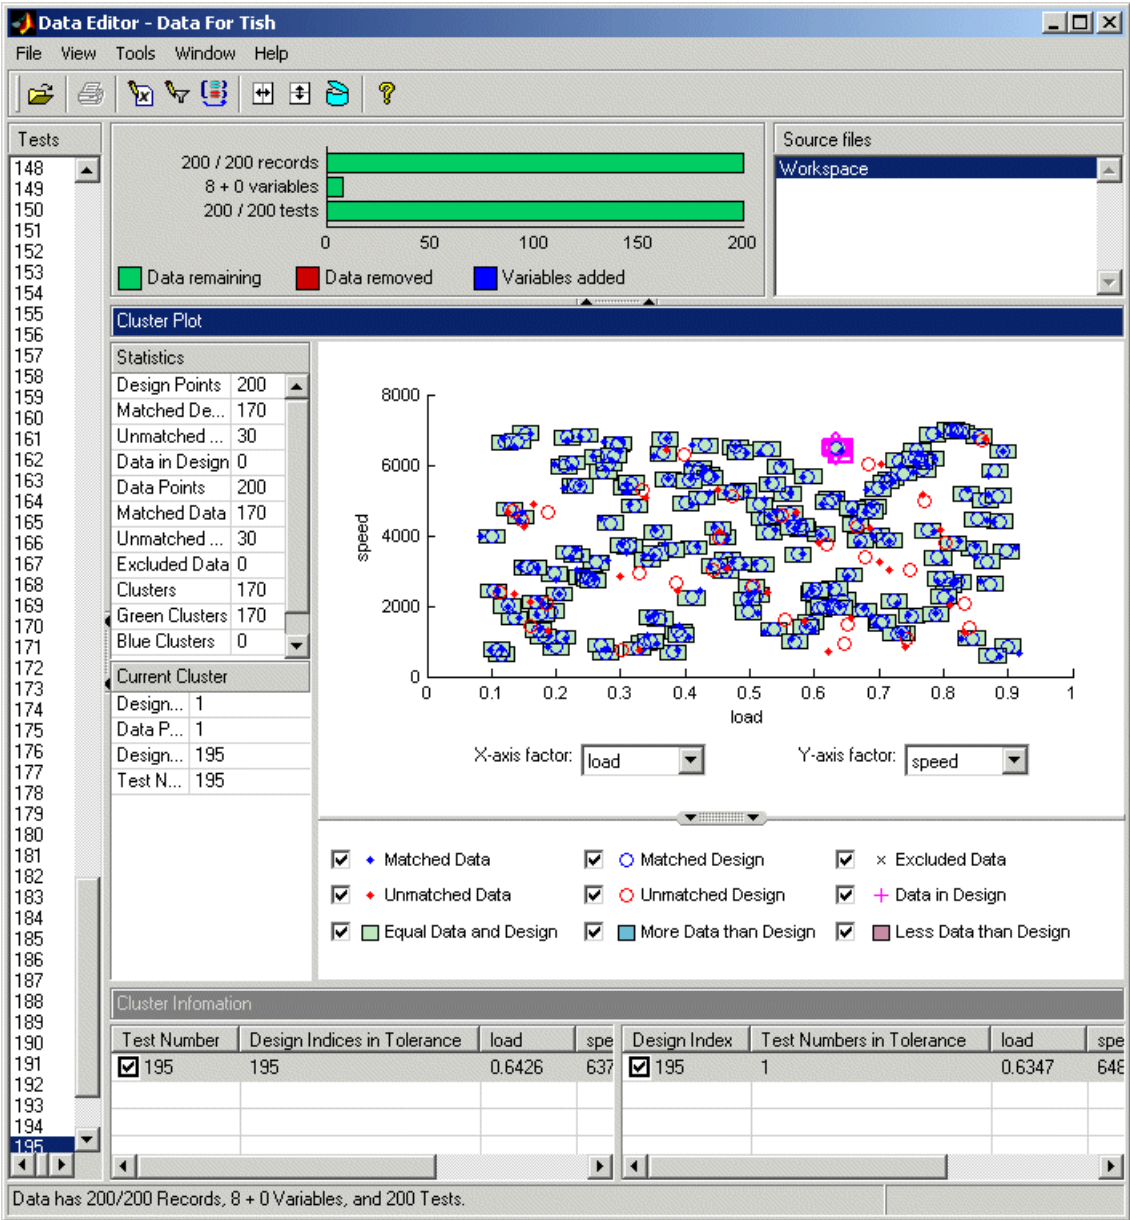 Data Editor - Data For Tish
File View Tools Window Help
Tests
148
149
150
151
152
153
154
155
156
157
158
159
160
161
162
163
164
165
166
167
168
169
170
171
172
173
174
175
176
177
178
179
180
181
182
183
184
185
186
187
188
189
190
191
192
193
194
195
200 / 200 records
8 + 0 variables
200 / 200 tests
0 50 100 150 200
Data remaining Data removed Variables added
Source files
Workspace
Cluster Plot
Statistics
Design Points 200
Matched De... 170
Unmatched ... 30
Data in Design 0
Data Points 200
Matched Data 170
Unmatched ... 30
Excluded Data 0
Clusters 170
Green Clusters 170
Blue Clusters 0
Current Cluster
Design... 1
Data P... 1
Design... 195
Test N... 195
8000
6000
4000
2000
0
speed
0 0.1 0.2 0.3 0.4 0.5 0.6 0.7 0.8 0.9 1
load
X-axis factor: load Y-axis factor: speed
Matched Data Matched Design Excluded Data
Unmatched Data Unmatched Design Data in Design
Equal Data and Design More Data than Design Less Data than Design
Cluster Infomation
Test Number Design Indices in Tolerance load spe
195 195 0.6426 637
Design Index Test Numbers in Tolerance load spe
195 1 0.6347 648
Data has 200/200 Records, 8 + 0 Variables, and 200 Tests.